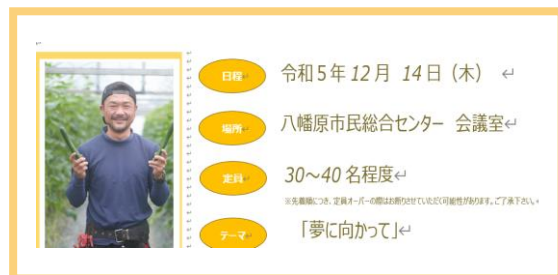 日程 令和5年12月 14日(木)
場所 八幡原市民総合センター 会議室
定員 30～40名程度
※先着順につき、定員オーバーの際はお断りさせていただく可能性があります。ご了承下さい。
テーマ 「夢に向かって」